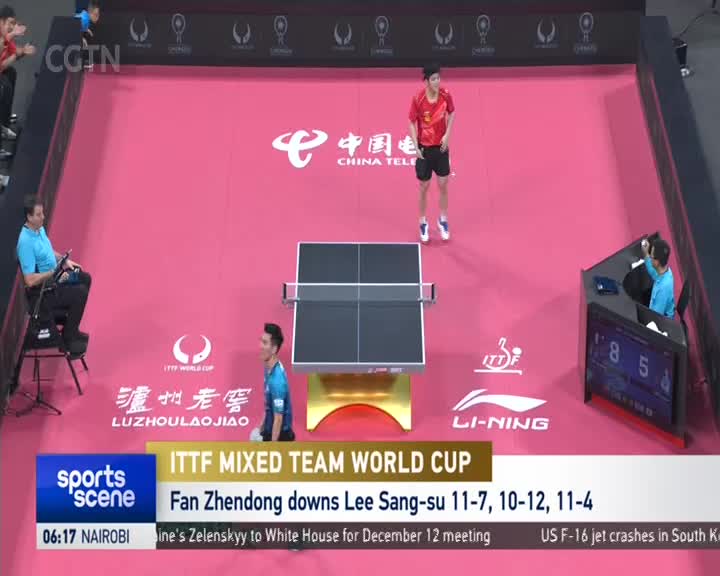 CGTN
中国电
CHINA TELE
ITTF
ITTF WORLD CUP
泸州老窖
LUZHOULAOJIAO
LI-NING
8 5
ITTF MIXED TEAM WORLD CUP
sports
scene
Fan Zhendong downs Lee Sang-su 11-7, 10-12, 11-4
06:17 NAIROBI
ine's Zelenskyy to White House for December 12 meeting US F-16 jet crashes in South K